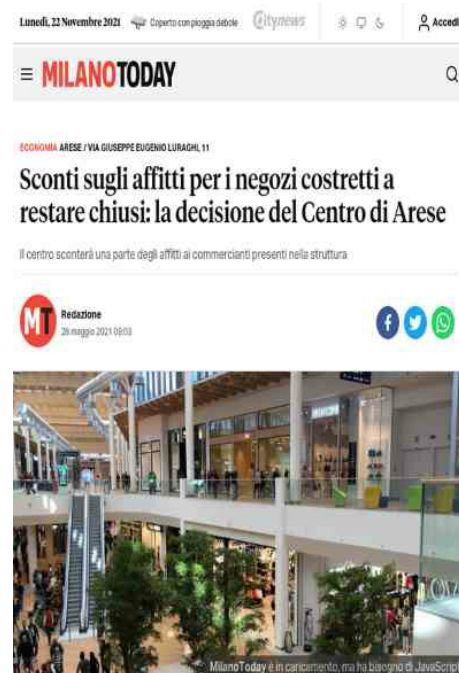 Lunedì, 22 Novembre 2021 Coperto con pioggia debole Citynews Accedi
MILANOTODAY
ECONOMIA ARESE / VIA GIUSEPPE EUGENIO LURAGHI, 11
Sconti sugli affitti per i negozi costretti a
restare chiusi: la decisione del Centro di Arese
Il centro sconterà una parte degli affitti ai commercianti presenti nella struttura
MT
Redazione
26 maggio 2021 09:03
MilanoToday è in caricamento, ma ha bisogno di JavaScript